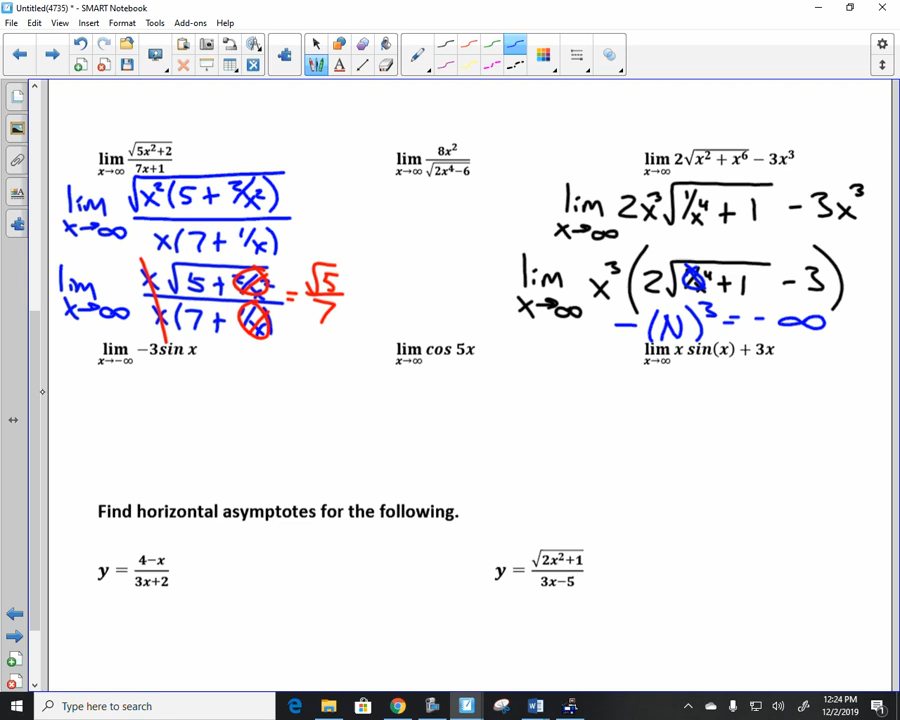 Untitled(4735) * - SMART Notebook
File Edit View Insert Format Tools Add-ons Help
lim x→∞ √(5x²+2) / (7x+1)
lim x→∞ 8x² / √(2x⁴−6)
lim x→∞ 2√(x² + x⁶) − 3x³
lim x→∞ √(x²(5 + 2/x²)) / x(7 + 1/x)
lim x→∞ 2x³√(1/x⁴ + 1) − 3x³
lim x→∞ x√(5 + / x(7 + 1/x) = √5 / 7
lim x→∞ x³(2√(1/x⁴ + 1) − 3)
−(N)³ = −∞
lim x→−∞ −3sin x
lim x→∞ cos 5x
lim x→∞ x sin(x) + 3x
Find horizontal asymptotes for the following.
y = (4−x) / (3x+2)
y = √(2x²+1) / (3x−5)
Type here to search
12:24 PM
12/2/2019